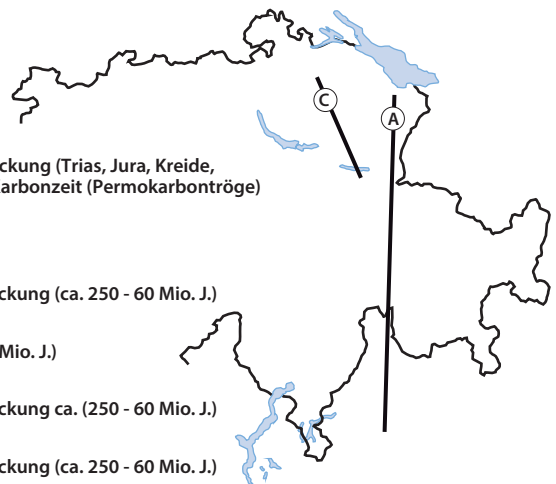 C
A
ckung (Trias, Jura, Kreide,
arbonzeit (Permokarbontröge)
ckung (ca. 250 - 60 Mio. J.)
Mio. J.)
ckung ca. (250 - 60 Mio. J.)
ckung (ca. 250 - 60 Mio. J.)